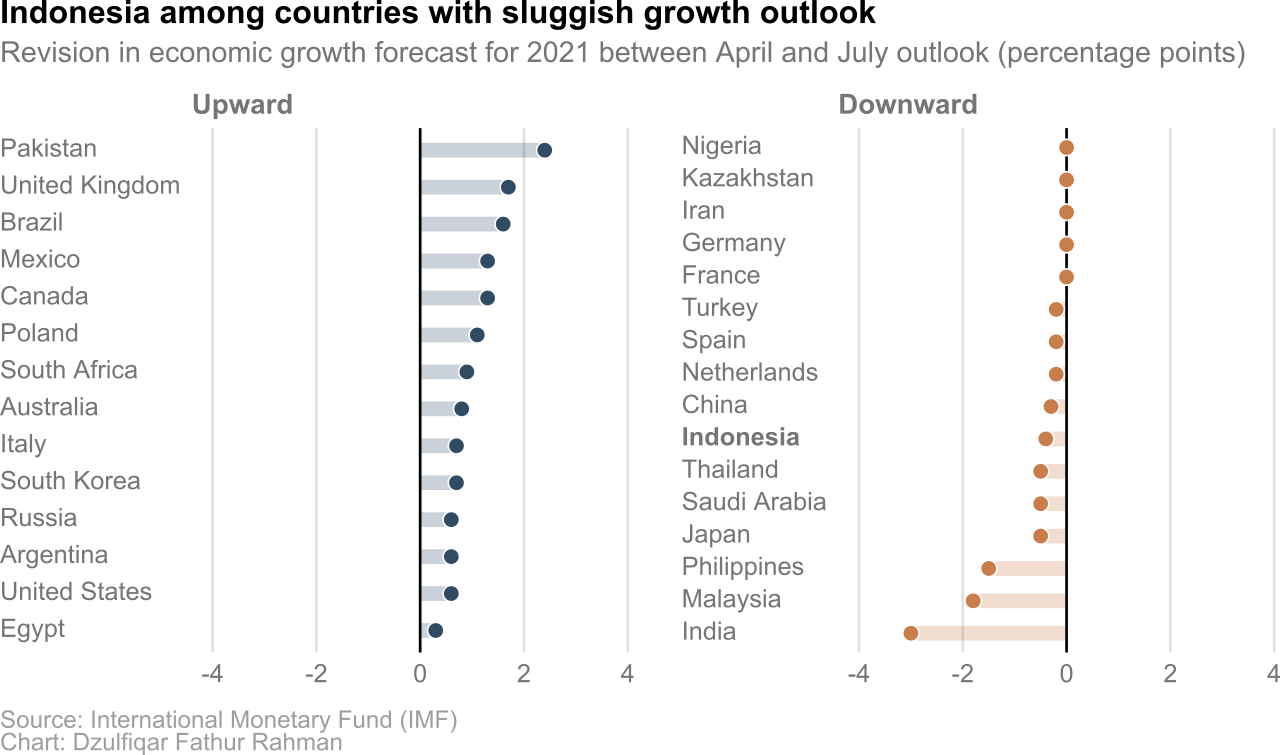 Indonesia among countries with sluggish growth outlook
Revision in economic growth forecast for 2021 between April and July outlook (percentage points)
Upward
Pakistan
United Kingdom
Brazil
Mexico
Canada
Poland
South Africa
Australia
Italy
South Korea
Russia
Argentina
United States
Egypt
-4 -2 0 2 4
Downward
Nigeria
Kazakhstan
Iran
Germany
France
Turkey
Spain
Netherlands
China
Indonesia
Thailand
Saudi Arabia
Japan
Philippines
Malaysia
India
-4 -2 0 2 4
Source: International Monetary Fund (IMF)
Chart: Dzulfiqar Fathur Rahman